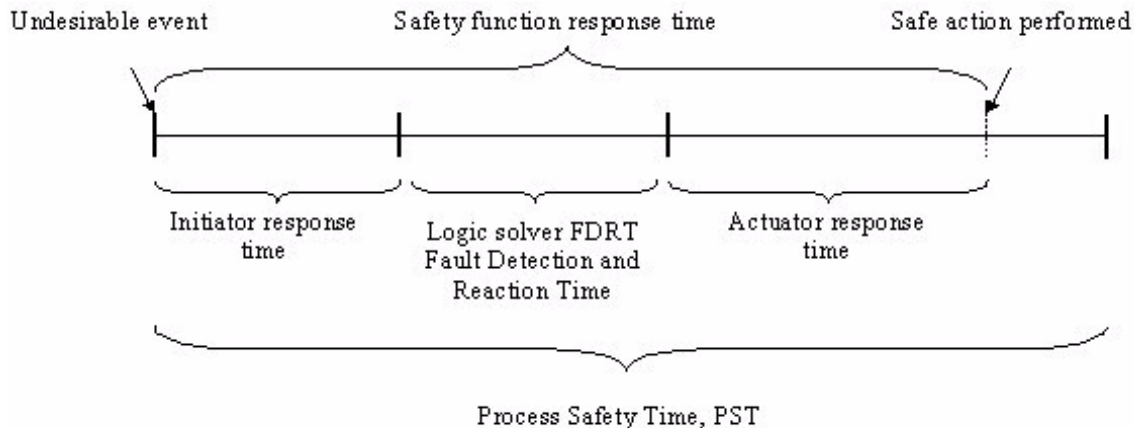 Undesirable event
Safety function response time
Safe action performed
Initiator response
time
Logic solver FDRT
Fault Detection and
Reaction Time
Actuator response
time
Process Safety Time, PST